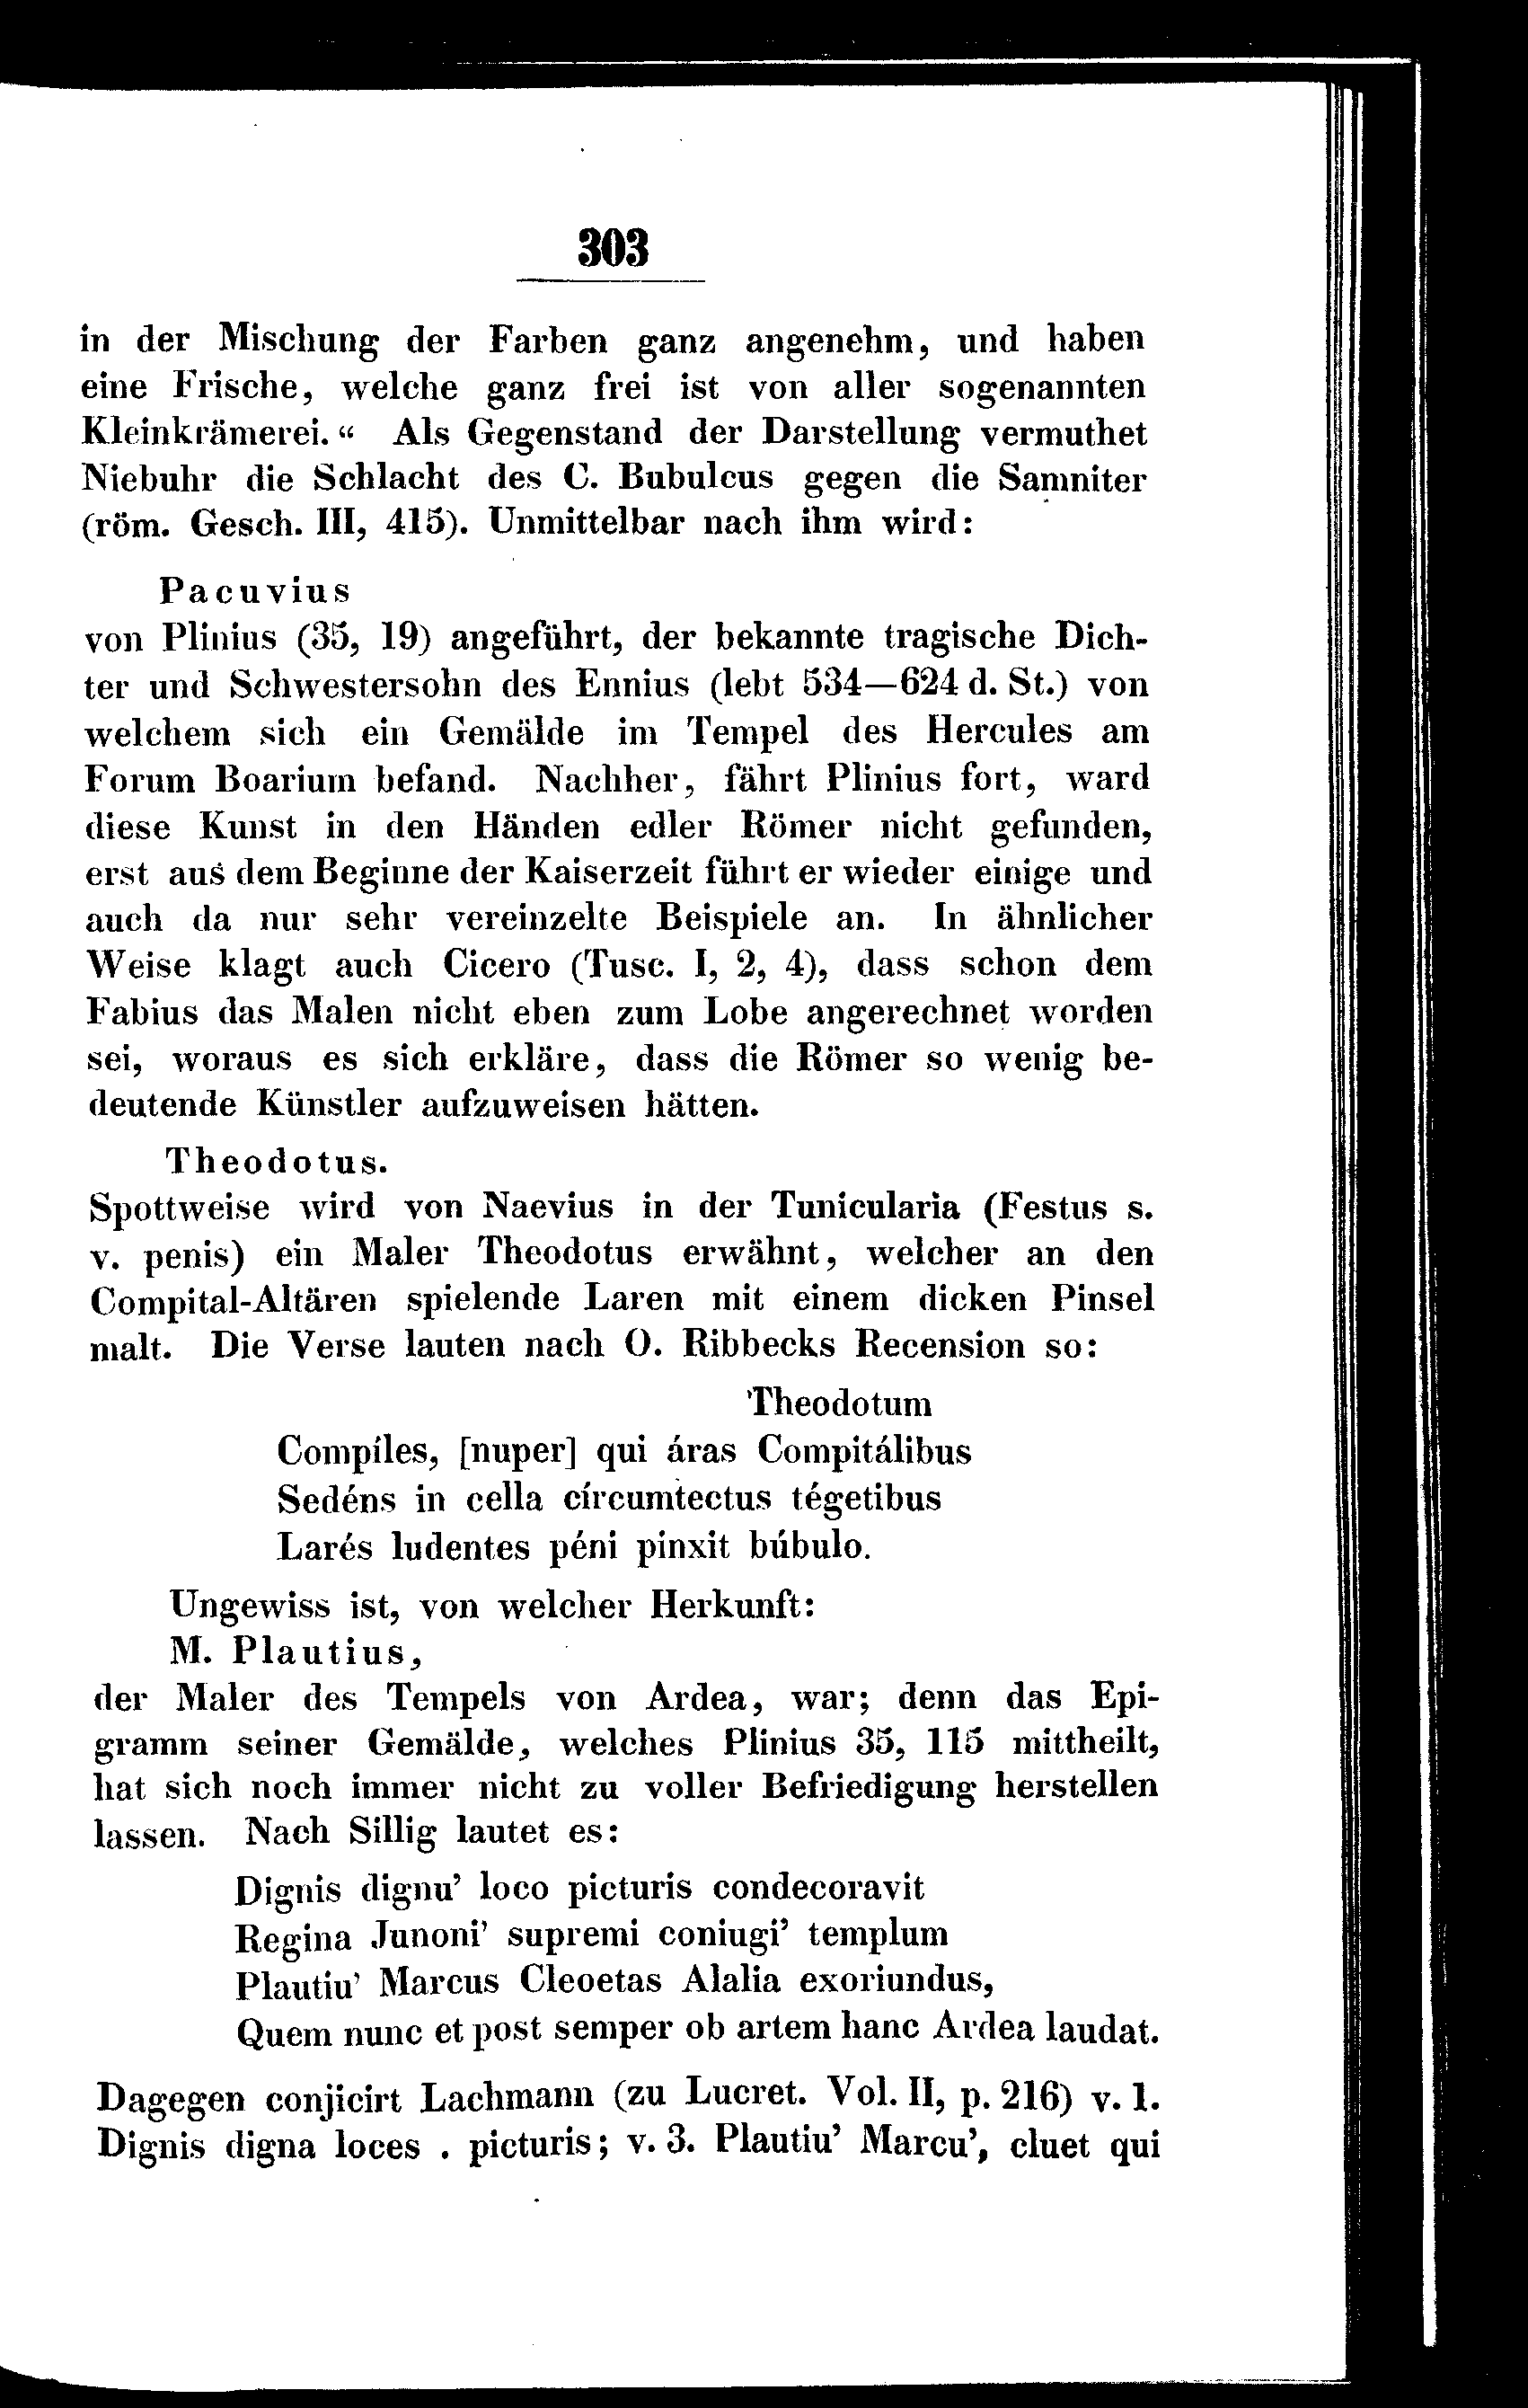 303
in der Mischung der Farben ganz angenehm, und haben
eine Frische, welche ganz frei ist von aller sogenannten
Kleinkrämerei.“ Als Gegenstand der Darstellung vermuthet
Niebuhr die Schlacht des C. Bubulcus gegen die Samniter
(röm. Gesch. III, 415). Unmittelbar nach ihm wird:
Pacuvius
von Plinius (35, 19) angeführt, der bekannte tragische Dich-
ter und Schwestersohn des Ennius (lebt 534—624 d. St.) von
welchem sich ein Gemälde im Tempel des Hercules am
Forum Boarium befand. Nachher, fährt Plinius fort, ward
diese Kunst in den Händen edler Römer nicht gefunden,
erst aus dem Beginne der Kaiserzeit führt er wieder einige und
auch da nur sehr vereinzelte Beispiele an. In ähnlicher
Weise klagt auch Cicero (Tusc. I, 2, 4), dass schon dem
Fabius das Malen nicht eben zum Lobe angerechnet worden
sei, woraus es sich erkläre, dass die Römer so wenig be-
deutende Künstler aufzuweisen hätten.
Theodotus.
Spottweise wird von Naevius in der Tunicularia (Festus s.
v. penis) ein Maler Theodotus erwähnt, welcher an den
Compital-Altären spielende Laren mit einem dicken Pinsel
malt. Die Verse lauten nach O. Ribbecks Recension so:
'Theodotum
Compíles, [nuper] qui áras Compitálibus
Sedéns in cella círcumtectus tégetibus
Larés ludentes péni pinxit búbulo.
Ungewiss ist, von welcher Herkunft:
M. Plautius,
der Maler des Tempels von Ardea, war; denn das Epi-
gramm seiner Gemälde, welches Plinius 35, 115 mittheilt,
hat sich noch immer nicht zu voller Befriedigung herstellen
lassen. Nach Sillig lautet es:
Dignis dignu' loco picturis condecoravit
Regina Junoni' supremi coniugi' templum
Plautiu' Marcus Cleoetas Alalia exoriundus,
Quem nunc et post semper ob artem hanc Ardea laudat.
Dagegen conjicirt Lachmann (zu Lucret. Vol. II, p. 216) v. 1.
Dignis digna loces . picturis; v. 3. Plautiu' Marcu', cluet qui